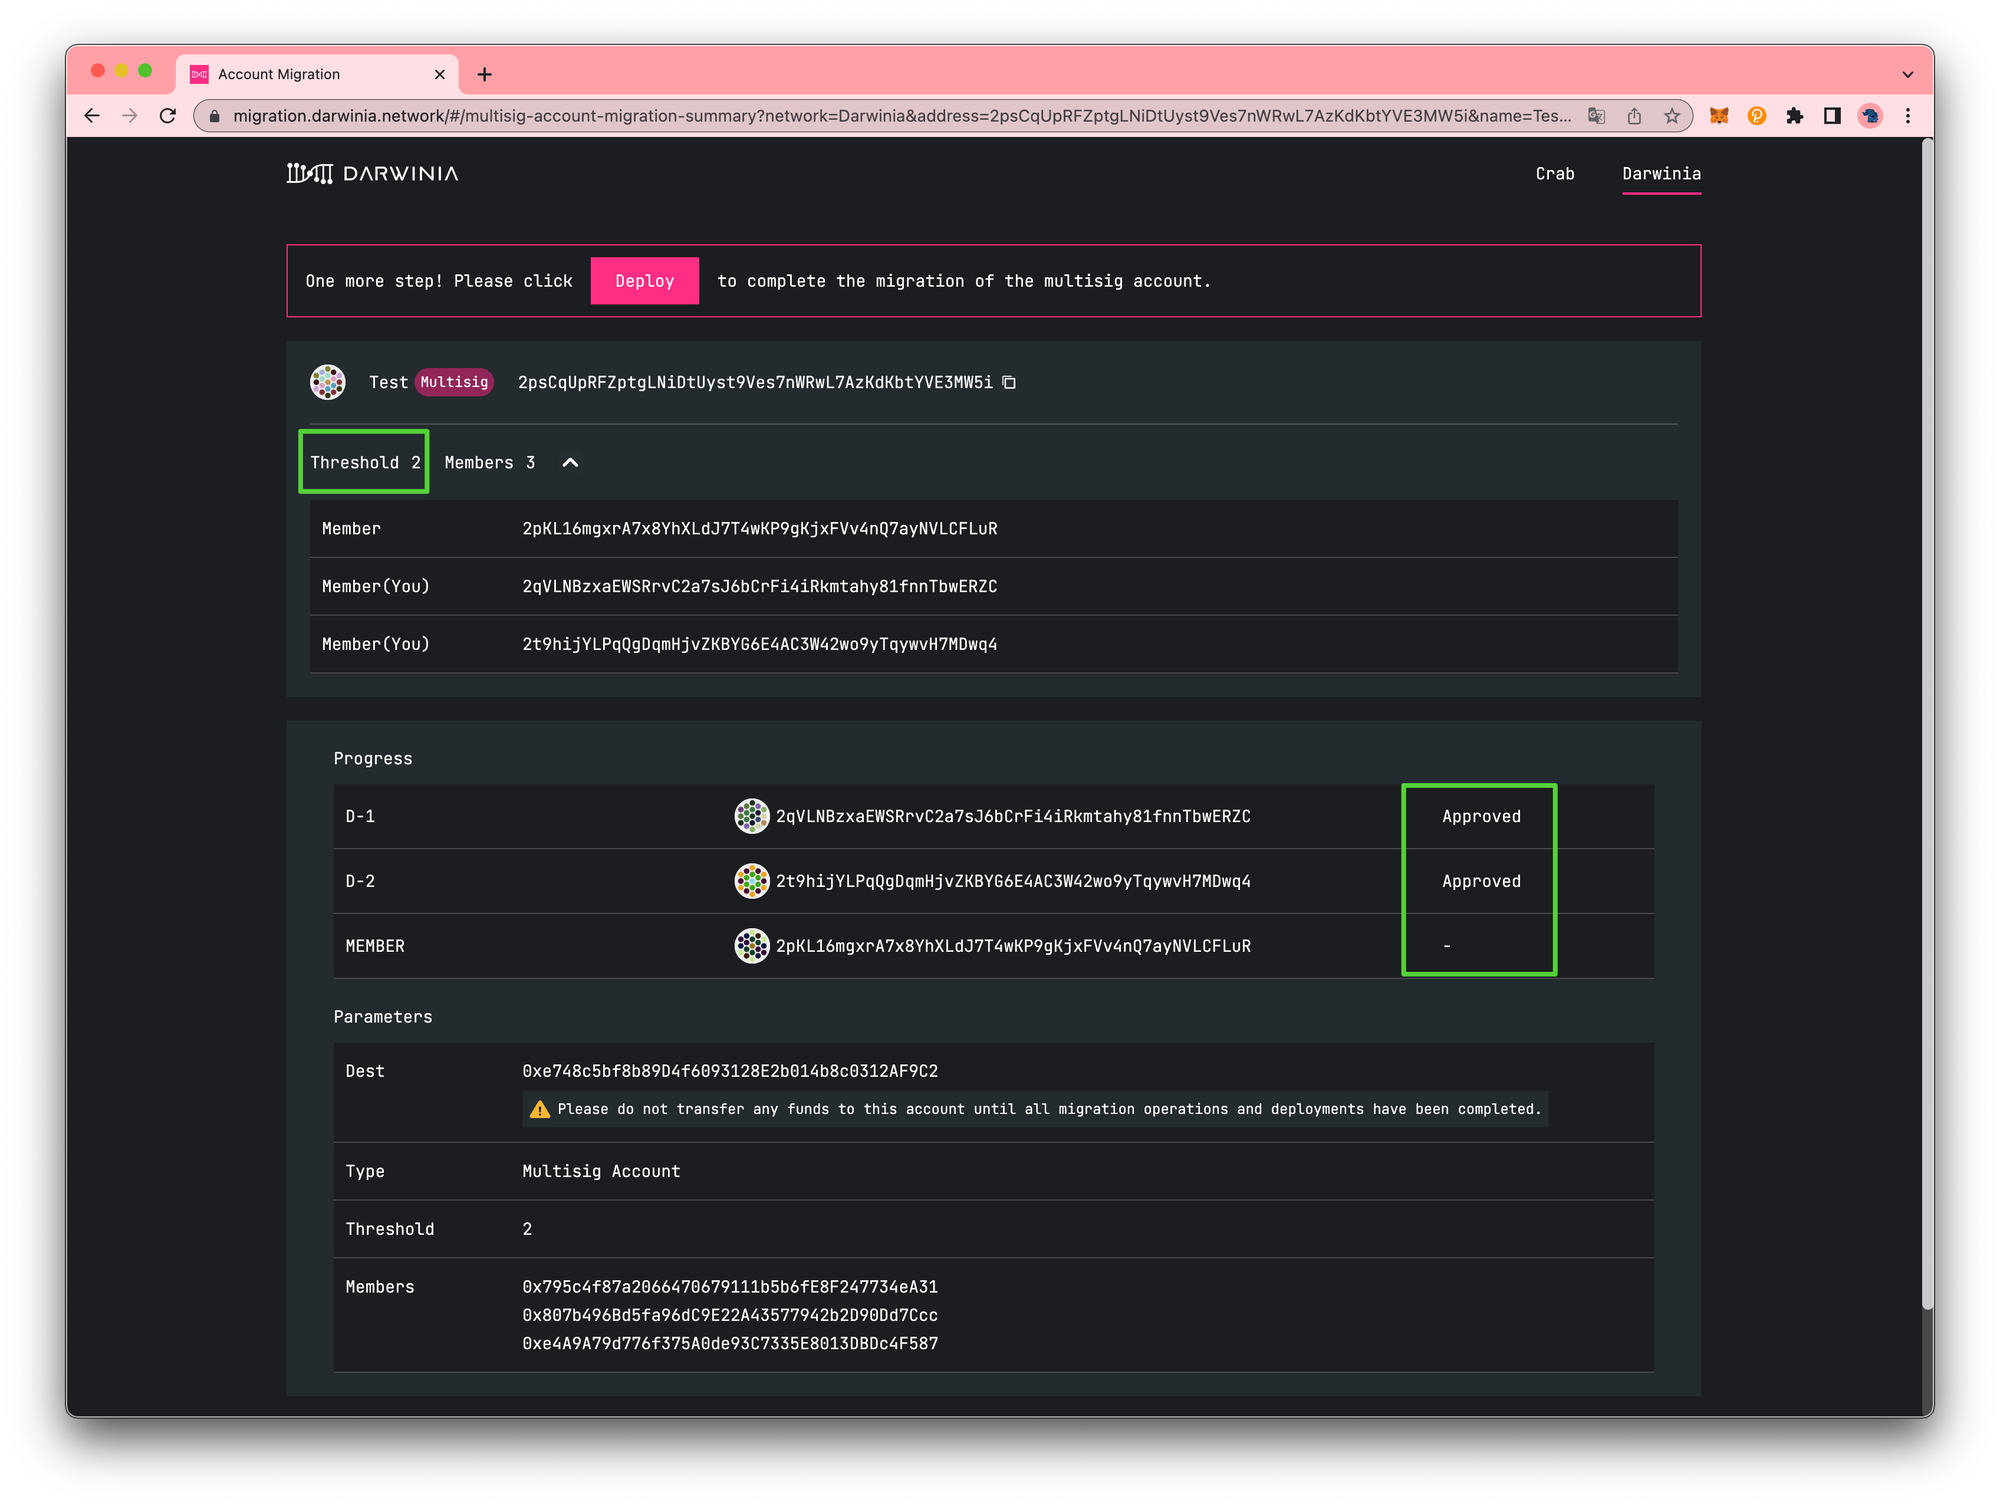 Account Migration
migration.darwinia.network/#/multisig-account-migration-summary?network=Darwinia&address=2psCqUpRFZptgLNiDtUyst9Ves7nWRwL7AzKdKbtYVE3MW5i&name=Tes...
DARWINIA
Crab
Darwinia
One more step! Please click Deploy to complete the migration of the multisig account.
Test Multisig 2psCqUpRFZptgLNiDtUyst9Ves7nWRwL7AzKdKbtYVE3MW5i
Threshold 2 Members 3
Member 2pKL16mgxrA7x8YhXLdJ7T4wKP9gKjxFVv4nQ7ayNVLCFLuR
Member(You) 2qVLNBzxaEWSRrvC2a7sJ6bCrFi4iRkmtahy81fnnTbwERZC
Member(You) 2t9hijYLPqQgDqmHjvZKBYG6E4AC3W42wo9yTqywvH7MDwq4
Progress
D-1 2qVLNBzxaEWSRrvC2a7sJ6bCrFi4iRkmtahy81fnnTbwERZC Approved
D-2 2t9hijYLPqQgDqmHjvZKBYG6E4AC3W42wo9yTqywvH7MDwq4 Approved
MEMBER 2pKL16mgxrA7x8YhXLdJ7T4wKP9gKjxFVv4nQ7ayNVLCFLuR -
Parameters
Dest 0xe748c5bf8b89D4f6093128E2b014b8c0312AF9C2
Please do not transfer any funds to this account until all migration operations and deployments have been completed.
Type Multisig Account
Threshold 2
Members 0x795c4f87a2066470679111b5b6fE8F247734eA31
0x807b496Bd5fa96dC9E22A43577942b2D90Dd7Ccc
0xe4A9A79d776f375A0de93C7335E8013DBDc4F587